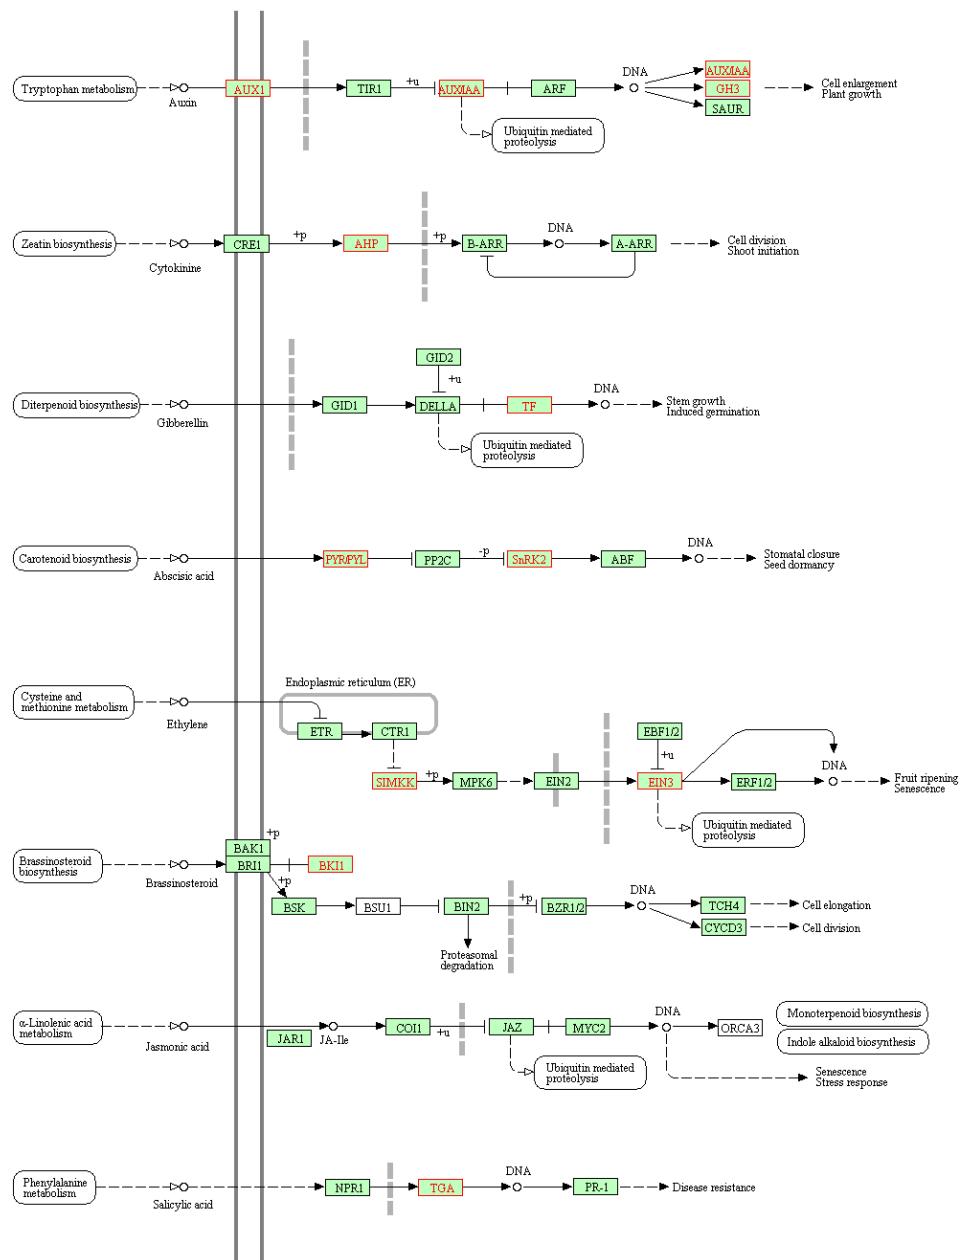 Tryptophan metabolism
Auxin
AUX1
TIR1
+u
AUX/IAA
ARF
DNA
AUX/IAA
GH3
SAUR
Cell enlargement
Plant growth
Ubiquitin mediated
proteolysis
Zeatin biosynthesis
Cytokinine
CRE1
+p
AHP
+p
B-ARR
DNA
A-ARR
Cell division
Shoot initiation
GID2
+u
Diterpenoid biosynthesis
Gibberellin
GID1
DELLA
TF
DNA
Stem growth
Induced germination
Ubiquitin mediated
proteolysis
Carotenoid biosynthesis
Abscisic acid
PYR/PYL
PP2C
-p
SnRK2
ABF
DNA
Stomatal closure
Seed dormancy
Cysteine and
methionine metabolism
Ethylene
Endoplasmic reticulum (ER)
ETR
CTR1
SIMKK
+p
MPK6
EIN2
EBF1/2
+u
EIN3
ERF1/2
DNA
Fruit ripening
Senescence
Ubiquitin mediated
proteolysis
Brassinosteroid
biosynthesis
Brassinosteroid
+p
BAK1
BRI1
BKI1
+p
BSK
BSU1
BIN2
+p
BZR1/2
DNA
TCH4
CYCD3
Cell elongation
Cell division
Proteasomal
degradation
α-Linolenic acid
metabolism
Jasmonic acid
JAR1
JA-Ile
COI1
+u
JAZ
MYC2
DNA
ORCA3
Monoterpenoid biosynthesis
Indole alkaloid biosynthesis
Ubiquitin mediated
proteolysis
Senescence
Stress response
Phenylalanine
metabolism
Salicylic acid
NPR1
TGA
DNA
PR-1
Disease resistance